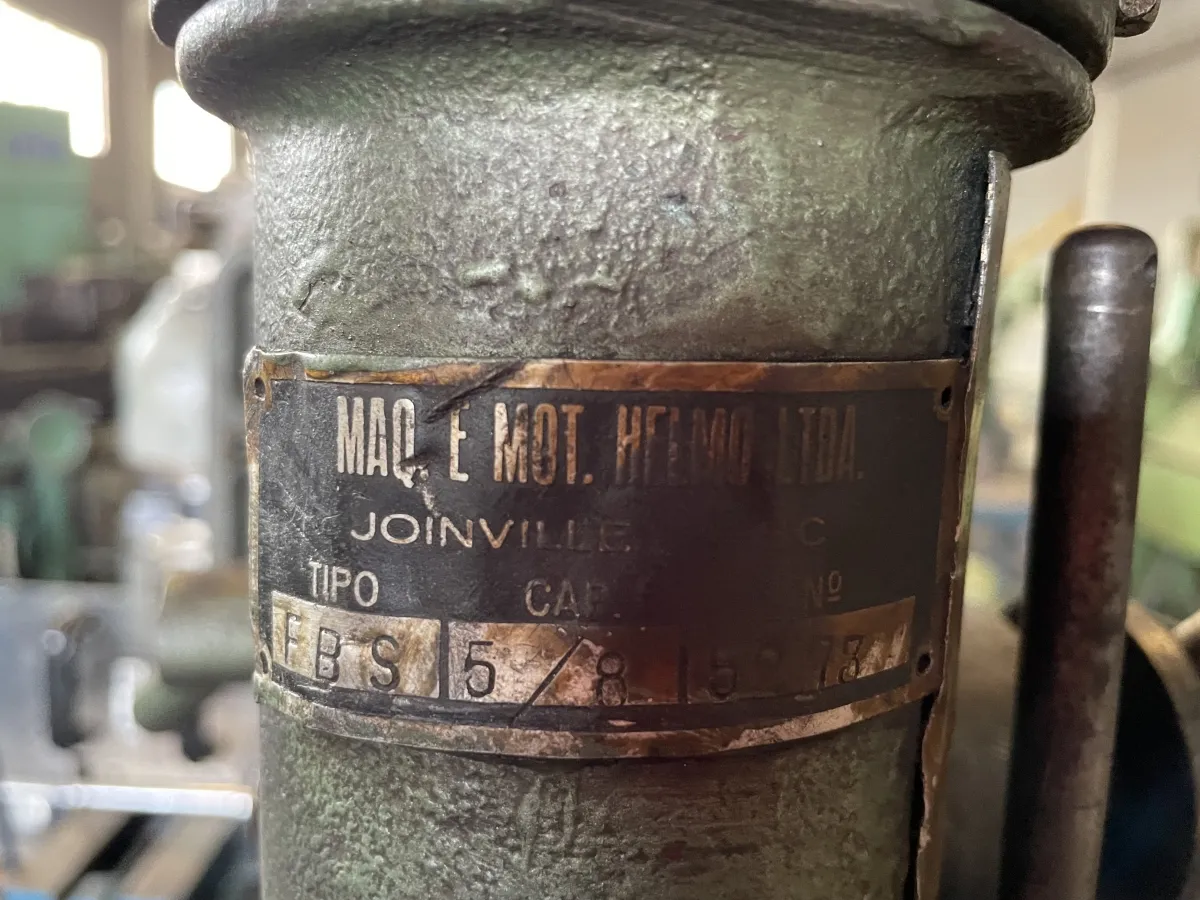 MAQ. E MOT. HELMO LTDA.
JOINVILLE C
TIPO CAP. Nº
FBS 5/8